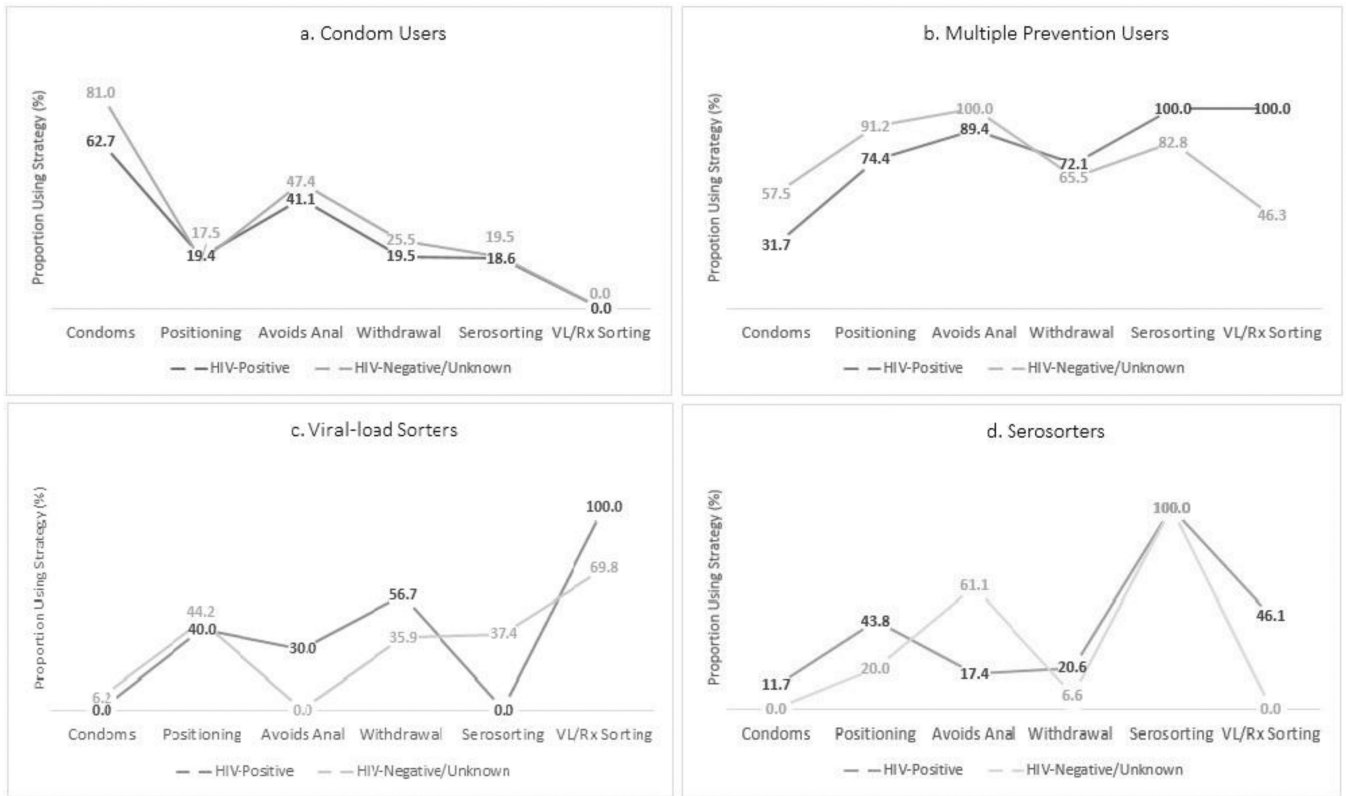 a. Condom Users
Proportion Using Strategy (%)
81.0
62.7
17.5
19.4
47.4
41.1
25.5
19.5
19.5
18.6
0.0
0.0
Condoms Positioning Avoids Anal Withdrawal Serosorting VL/Rx Sorting
HIV-Positive HIV-Negative/Unknown
b. Multiple Prevention Users
Propotion Using Strategy (%)
57.5
31.7
91.2
74.4
100.0
89.4
72.1
65.5
100.0
82.8
100.0
46.3
Condoms Positioning Avoids Anal Withdrawal Serosorting VL/Rx Sorting
HIV-Positive HIV-Negative/Unknown
c. Viral-load Sorters
Proportion Using Strategy (%)
6.2
0.0
44.2
40.0
30.0
0.0
56.7
35.9
37.4
0.0
100.0
69.8
Condoms Positioning Avoids Anal Withdrawal Serosorting VL/Rx Sorting
HIV-Positive HIV-Negative/Unknown
d. Serosorters
Proportion Using Strategy (%)
11.7
0.0
43.8
20.0
61.1
17.4
20.6
6.6
100.0
46.1
0.0
Condoms Positioning Avoids Anal Withdrawal Serosorting VL/Rx Sorting
HIV-Positive HIV-Negative/Unknown